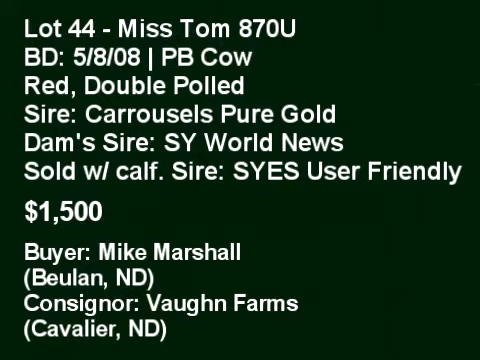 Lot 44 - Miss Tom 870U
BD: 5/8/08 | PB Cow
Red, Double Polled
Sire: Carrousels Pure Gold
Dam's Sire: SY World News
Sold w/ calf. Sire: SYES User Friendly
$1,500
Buyer: Mike Marshall
(Beulan, ND)
Consignor: Vaughn Farms
(Cavalier, ND)